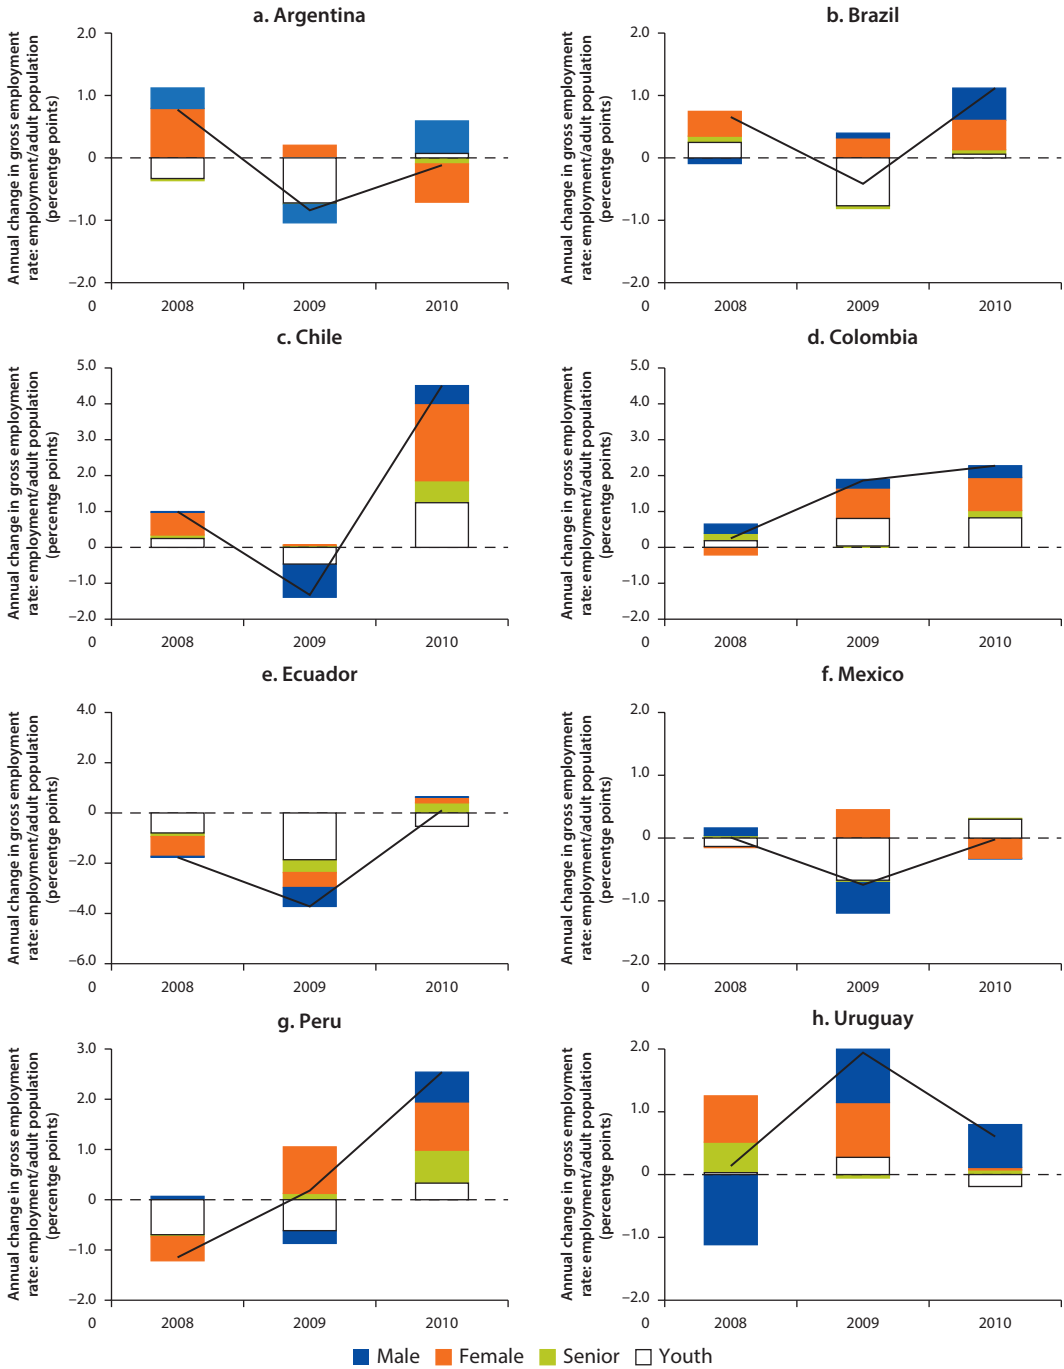 a. Argentina
Annual change in gross employment
rate: employment/adult population
(percentge points)
2.0
1.0
0
–1.0
–2.0
0
2008
2009
2010
b. Brazil
Annual change in gross employment
rate: employment/adult population
(percentge points)
2.0
1.0
0
–1.0
–2.0
0
2008
2009
2010
c. Chile
Annual change in gross employment
rate: employment/adult population
(percentge points)
5.0
4.0
3.0
2.0
1.0
0
–1.0
–2.0
0
2008
2009
2010
d. Colombia
Annual change in gross employment
rate: employment/adult population
(percentge points)
5.0
4.0
3.0
2.0
1.0
0
–1.0
–2.0
0
2008
2009
2010
e. Ecuador
Annual change in gross employment
rate: employment/adult population
(percentge points)
4.0
2.0
0
–2.0
–4.0
–6.0
0
2008
2009
2010
f. Mexico
Annual change in gross employment
rate: employment/adult population
(percentge points)
2.0
1.0
0
–1.0
–2.0
0
2008
2009
2010
g. Peru
Annual change in gross employment
rate: employment/adult population
(percentge points)
3.0
2.0
1.0
0
–1.0
–2.0
0
2008
2009
2010
h. Uruguay
Annual change in gross employment
rate: employment/adult population
(percentge points)
2.0
1.0
0
–1.0
–2.0
0
2008
2009
2010
Male Female Senior Youth